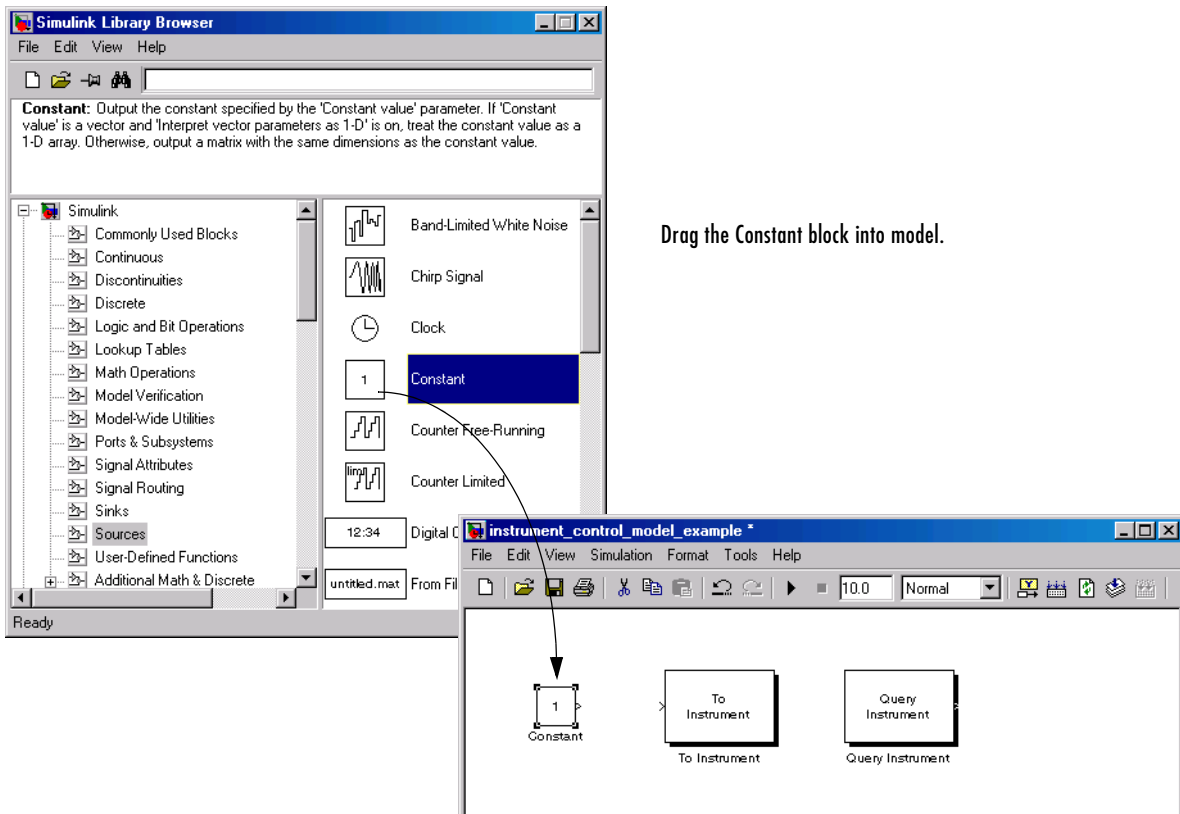 Simulink Library Browser
File Edit View Help
Constant: Output the constant specified by the 'Constant value' parameter. If 'Constant
value' is a vector and 'Interpret vector parameters as 1-D' is on, treat the constant value as a
1-D array. Otherwise, output a matrix with the same dimensions as the constant value.
Simulink
Commonly Used Blocks
Continuous
Discontinuities
Discrete
Logic and Bit Operations
Lookup Tables
Math Operations
Model Verification
Model-Wide Utilities
Ports & Subsystems
Signal Attributes
Signal Routing
Sinks
Sources
User-Defined Functions
Additional Math & Discrete
Band-Limited White Noise
Chirp Signal
Clock
1 Constant
Counter Free-Running
lim Counter Limited
12:34 Digital C
untitled.mat From Fil
Ready
Drag the Constant block into model.
instrument_control_model_example *
File Edit View Simulation Format Tools Help
10.0 Normal
1
Constant
To
Instrument
To Instrument
Query
Instrument
Query Instrument